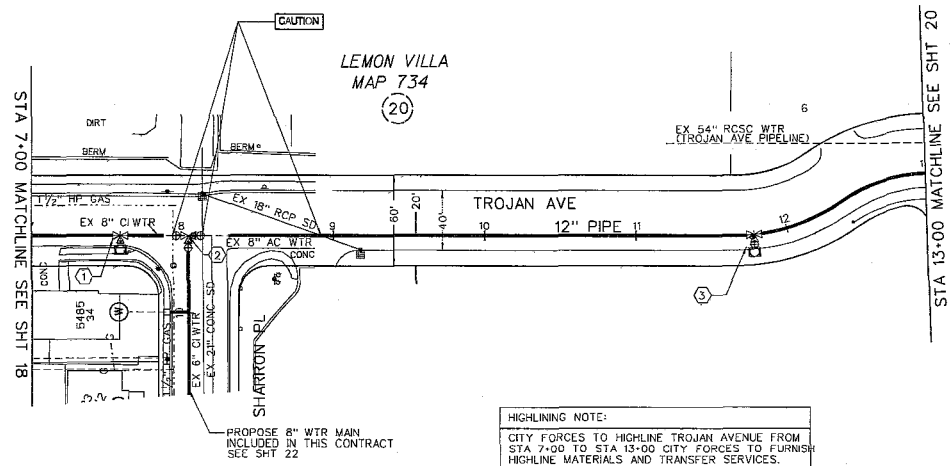 CAUTION
LEMON VILLA
MAP 734
20
STA 7+00 MATCHLINE SEE SHT 18
STA 13+00 MATCHLINE SEE SHT 20
DIRT
BERM
BERM
6
EX 54" RCSC WTR
(TROJAN AVE PIPELINE)
1 1/2" HP GAS
EX 18" RCP SD
TROJAN AVE
EX 8" CI WTR
8
9
60'
20'
40'
10
12" PIPE
11
12
EX 8" AC WTR
CONC
CONC
1
2
3
W
5485
34
G
G
1 1/2" HP GAS
10
EX 6" CI WTR
EX 21" CONC SD
SHARRON PL
PROPOSE 8" WTR MAIN
INCLUDED IN THIS CONTRACT
SEE SHT 22
HIGHLINING NOTE:
CITY FORCES TO HIGHLINE TROJAN AVENUE FROM
STA 7+00 TO STA 13+00 CITY FORCES TO FURNISH
HIGHLINE MATERIALS AND TRANSFER SERVICES.